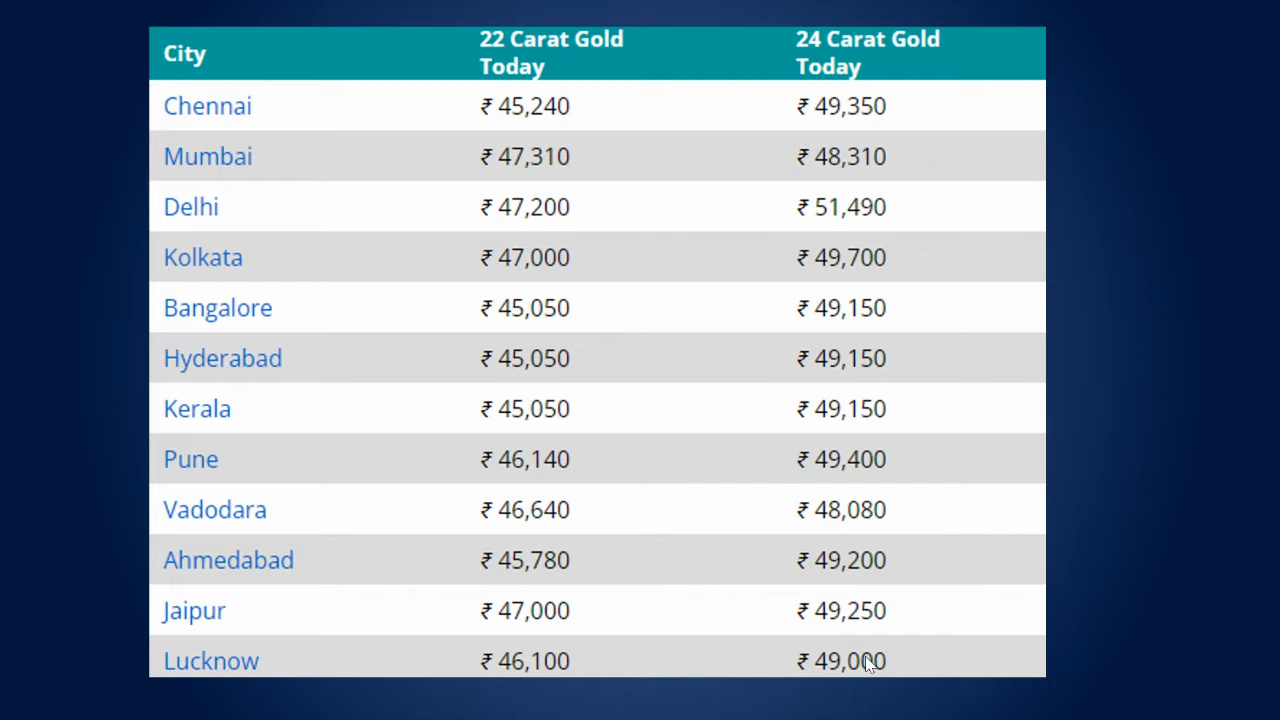 City 22 Carat Gold Today 24 Carat Gold Today
Chennai ₹ 45,240 ₹ 49,350
Mumbai ₹ 47,310 ₹ 48,310
Delhi ₹ 47,200 ₹ 51,490
Kolkata ₹ 47,000 ₹ 49,700
Bangalore ₹ 45,050 ₹ 49,150
Hyderabad ₹ 45,050 ₹ 49,150
Kerala ₹ 45,050 ₹ 49,150
Pune ₹ 46,140 ₹ 49,400
Vadodara ₹ 46,640 ₹ 48,080
Ahmedabad ₹ 45,780 ₹ 49,200
Jaipur ₹ 47,000 ₹ 49,250
Lucknow ₹ 46,100 ₹ 49,000